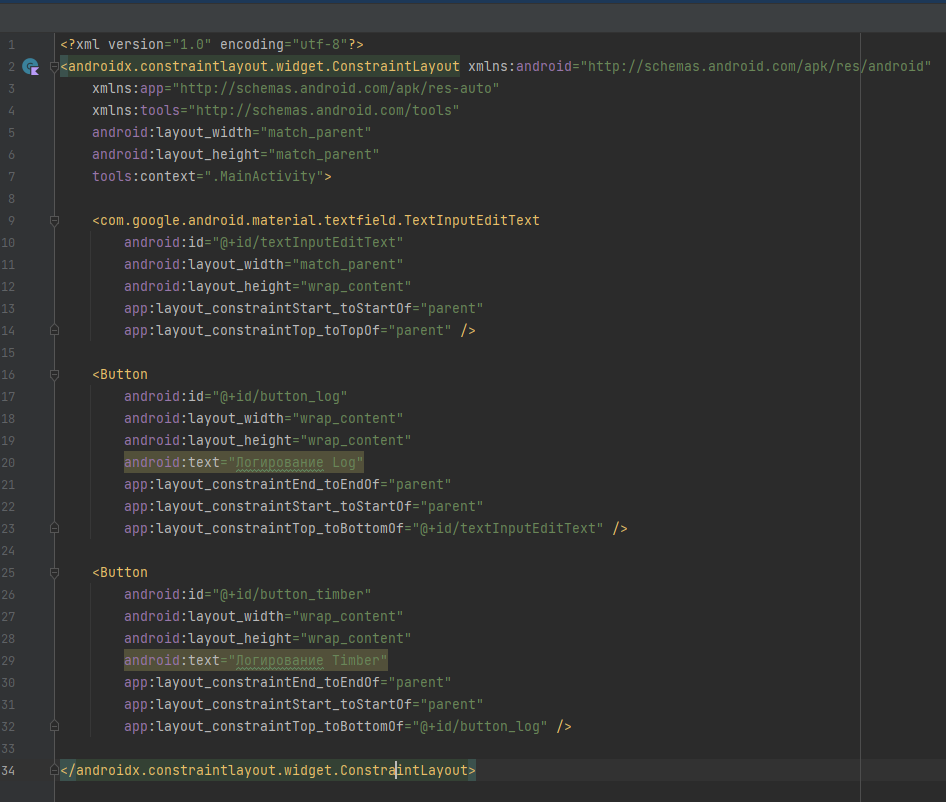 1 <?xml version="1.0" encoding="utf-8"?>
2 <androidx.constraintlayout.widget.ConstraintLayout xmlns:android="http://schemas.android.com/apk/res/android"
3     xmlns:app="http://schemas.android.com/apk/res-auto"
4     xmlns:tools="http://schemas.android.com/tools"
5     android:layout_width="match_parent"
6     android:layout_height="match_parent"
7     tools:context=".MainActivity">
8
9     <com.google.android.material.textfield.TextInputEditText
10         android:id="@+id/textInputEditText"
11         android:layout_width="match_parent"
12         android:layout_height="wrap_content"
13         app:layout_constraintStart_toStartOf="parent"
14         app:layout_constraintTop_toTopOf="parent" />
15
16     <Button
17         android:id="@+id/button_log"
18         android:layout_width="wrap_content"
19         android:layout_height="wrap_content"
20         android:text="Логирование Log"
21         app:layout_constraintEnd_toEndOf="parent"
22         app:layout_constraintStart_toStartOf="parent"
23         app:layout_constraintTop_toBottomOf="@+id/textInputEditText" />
24
25     <Button
26         android:id="@+id/button_timber"
27         android:layout_width="wrap_content"
28         android:layout_height="wrap_content"
29         android:text="Логирование Timber"
30         app:layout_constraintEnd_toEndOf="parent"
31         app:layout_constraintStart_toStartOf="parent"
32         app:layout_constraintTop_toBottomOf="@+id/button_log" />
33
34 </androidx.constraintlayout.widget.ConstraintLayout>